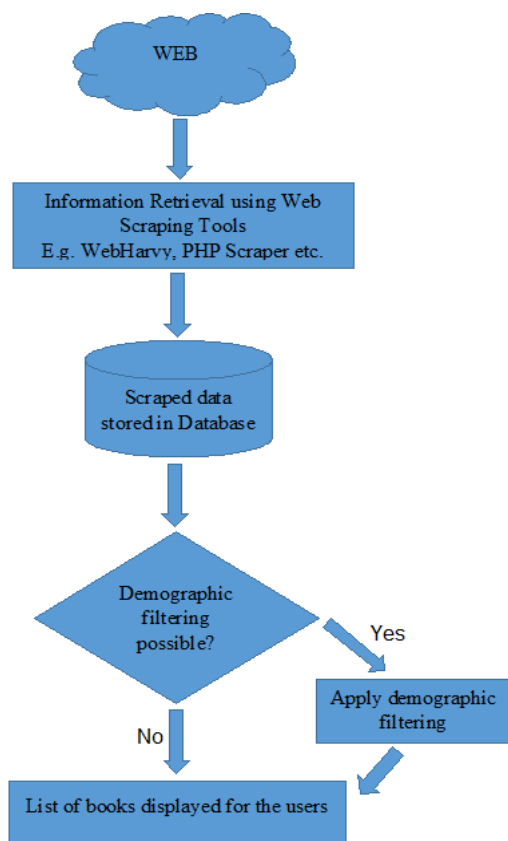 WEB
Information Retrieval using Web
Scraping Tools
E.g. WebHarvy, PHP Scraper etc.
Scraped data
stored in Database
Demographic
filtering
possible?
Yes
Apply demographic
filtering
No
List of books displayed for the users